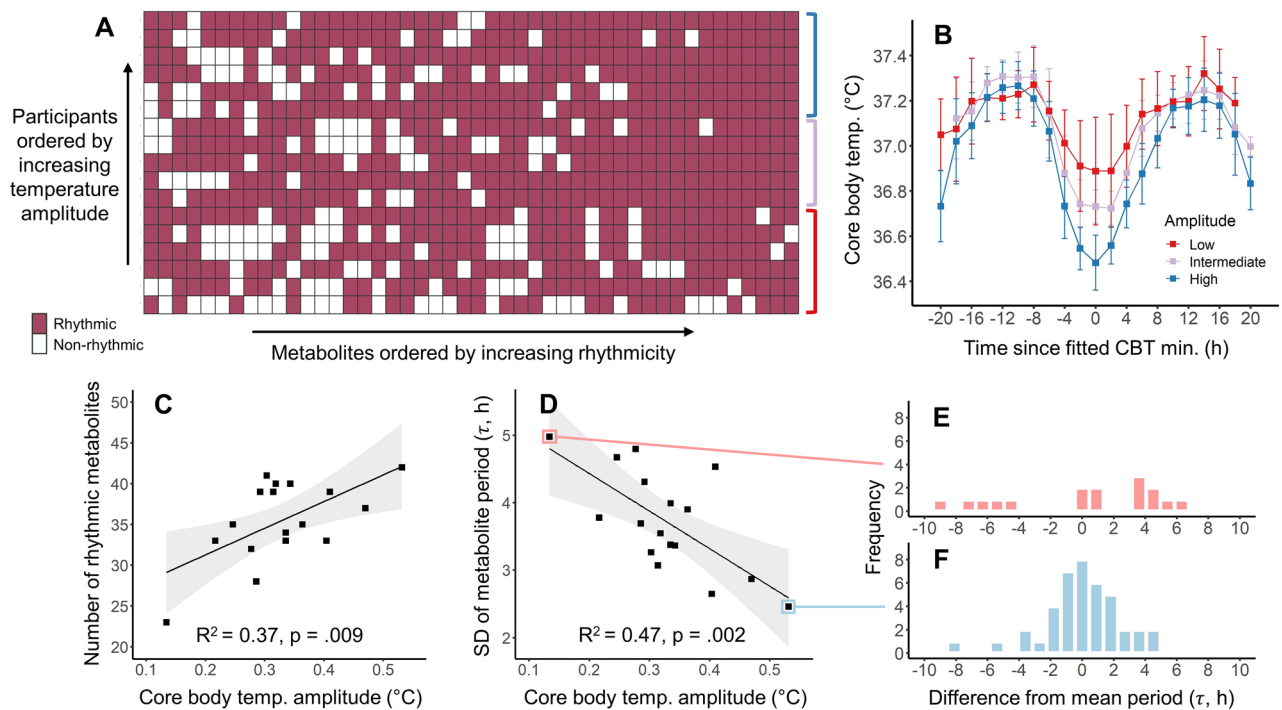 A
Participants
ordered by
increasing
temperature
amplitude
Rhythmic
Non-rhythmic
Metabolites ordered by increasing rhythmicity
B
Core body temp. (°C)
37.4
37.2
37.0
36.8
36.6
36.4
Amplitude
Low
Intermediate
High
-20 -16 -12 -8 -4 0 4 8 12 16 20
Time since fitted CBT min. (h)
C
Number of rhythmic metabolites
50
45
40
35
30
25
20
R² = 0.37, p = .009
0.1 0.2 0.3 0.4 0.5
Core body temp. amplitude (°C)
D
SD of metabolite period (τ, h)
5
4
3
2
R² = 0.47, p = .002
0.1 0.2 0.3 0.4 0.5
Core body temp. amplitude (°C)
E
Frequency
8
6
4
2
0
-10 -8 -6 -4 -2 0 2 4 6 8 10
F
8
6
4
2
0
-10 -8 -6 -4 -2 0 2 4 6 8 10
Difference from mean period (τ, h)